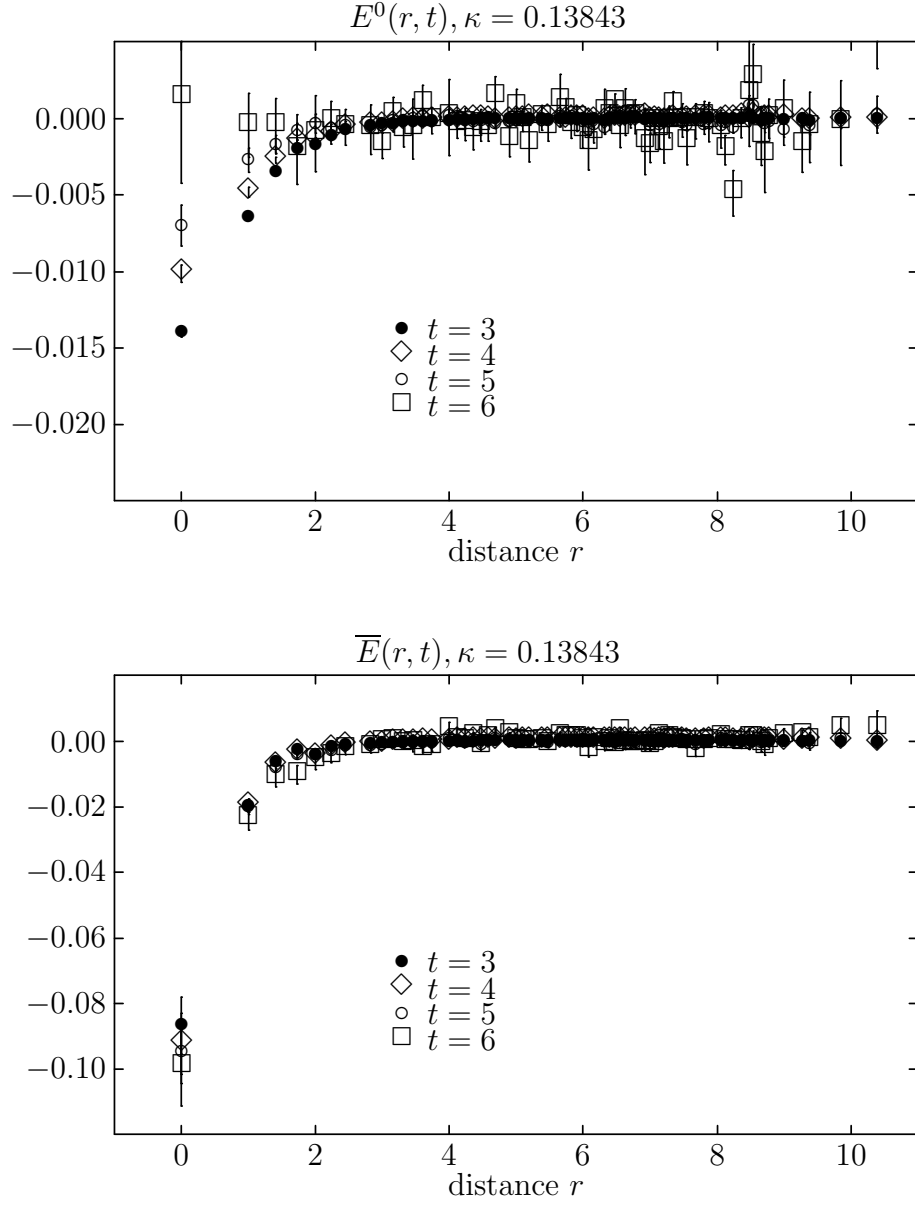 E⁰(r, t), κ = 0.13843
0.000
−0.005
−0.010
−0.015
−0.020
t = 3
t = 4
t = 5
t = 6
0 2 4 6 8 10
distance r
E̅(r, t), κ = 0.13843
0.00
−0.02
−0.04
−0.06
−0.08
−0.10
t = 3
t = 4
t = 5
t = 6
0 2 4 6 8 10
distance r